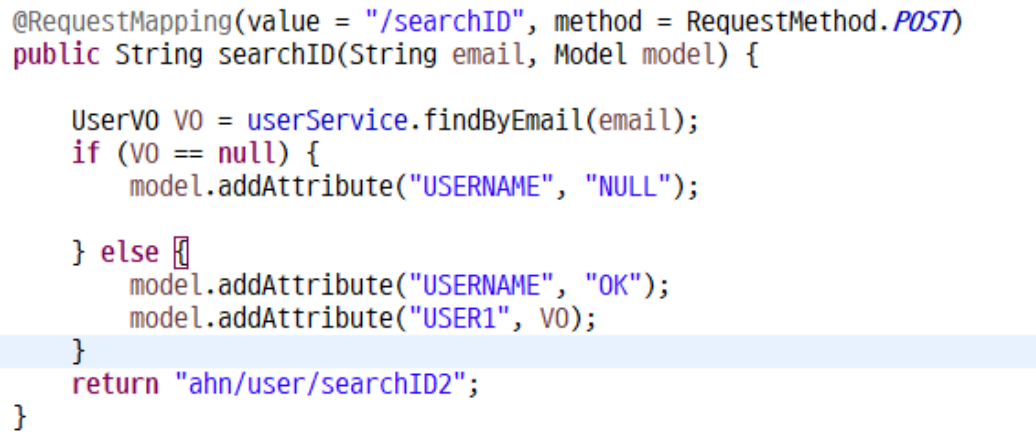 @RequestMapping(value = "/searchID", method = RequestMethod.POST)
public String searchID(String email, Model model) {
UserVO VO = userService.findByEmail(email);
if (VO == null) {
model.addAttribute("USERNAME", "NULL");
} else {
model.addAttribute("USERNAME", "OK");
model.addAttribute("USER1", VO);
}
return "ahn/user/searchID2";
}